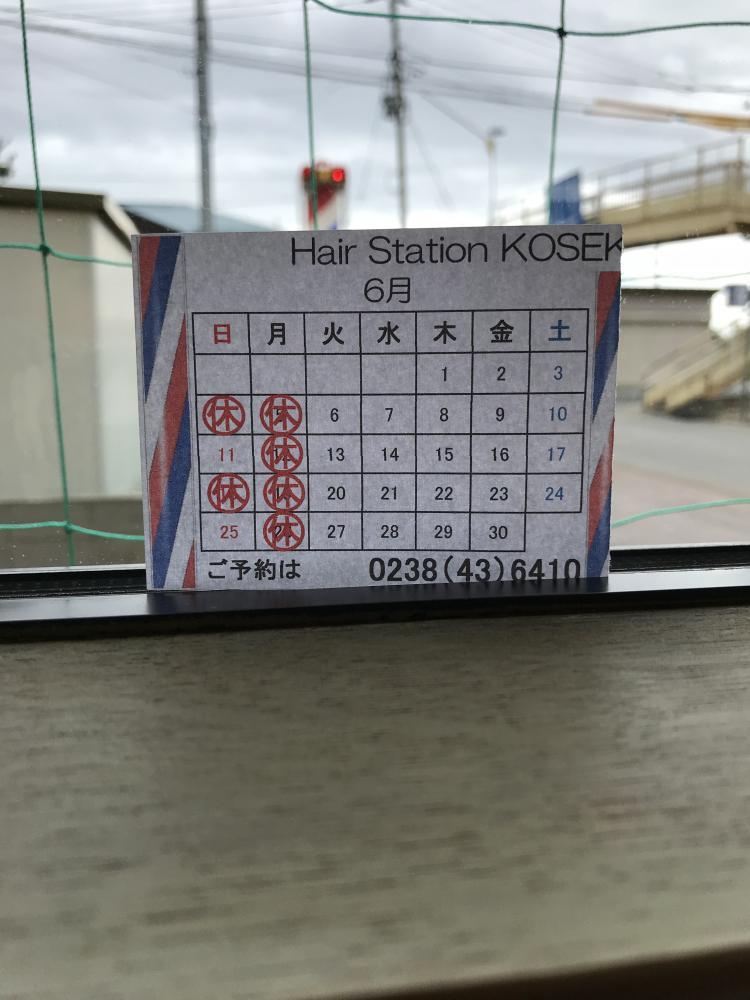 Hair Station KOSEK
6月
日 月 火 水 木 金 土
1 2 3
休 休 6 7 8 9 10
11 休 13 14 15 16 17
休 休 20 21 22 23 24
25 休 27 28 29 30
ご予約は 0238(43)6410